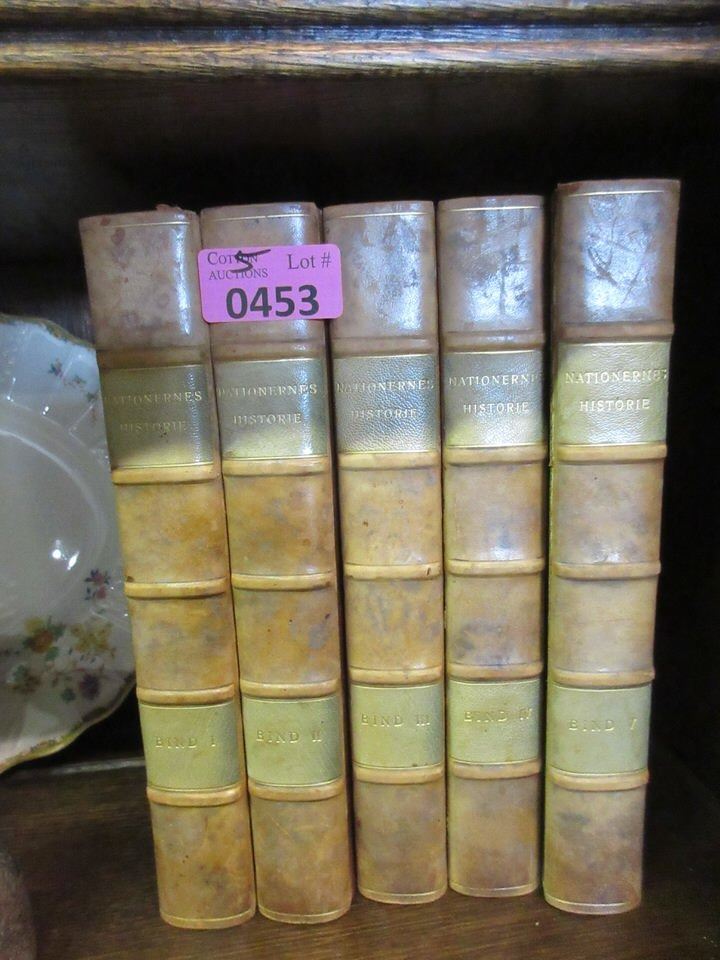 COTTON
AUCTIONS
Lot #
5
0453
NATIONERNES
HISTORIE
BIND I
NATIONERNES
HISTORIE
BIND II
NATIONERNES
HISTORIE
BIND III
NATIONERNES
HISTORIE
BIND IV
NATIONERNES
HISTORIE
BIND V